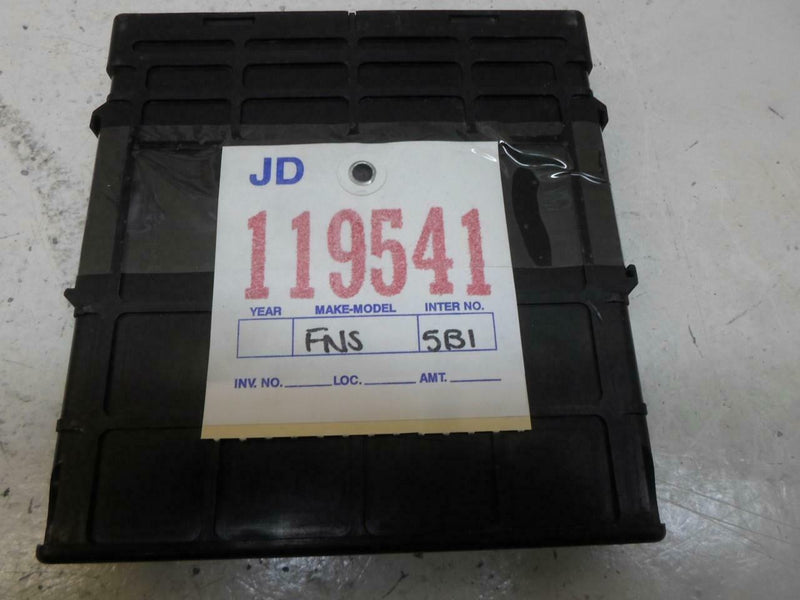 JD
119541
YEAR MAKE-MODEL INTER NO.
FNS 5B1
INV. NO. LOC. AMT.